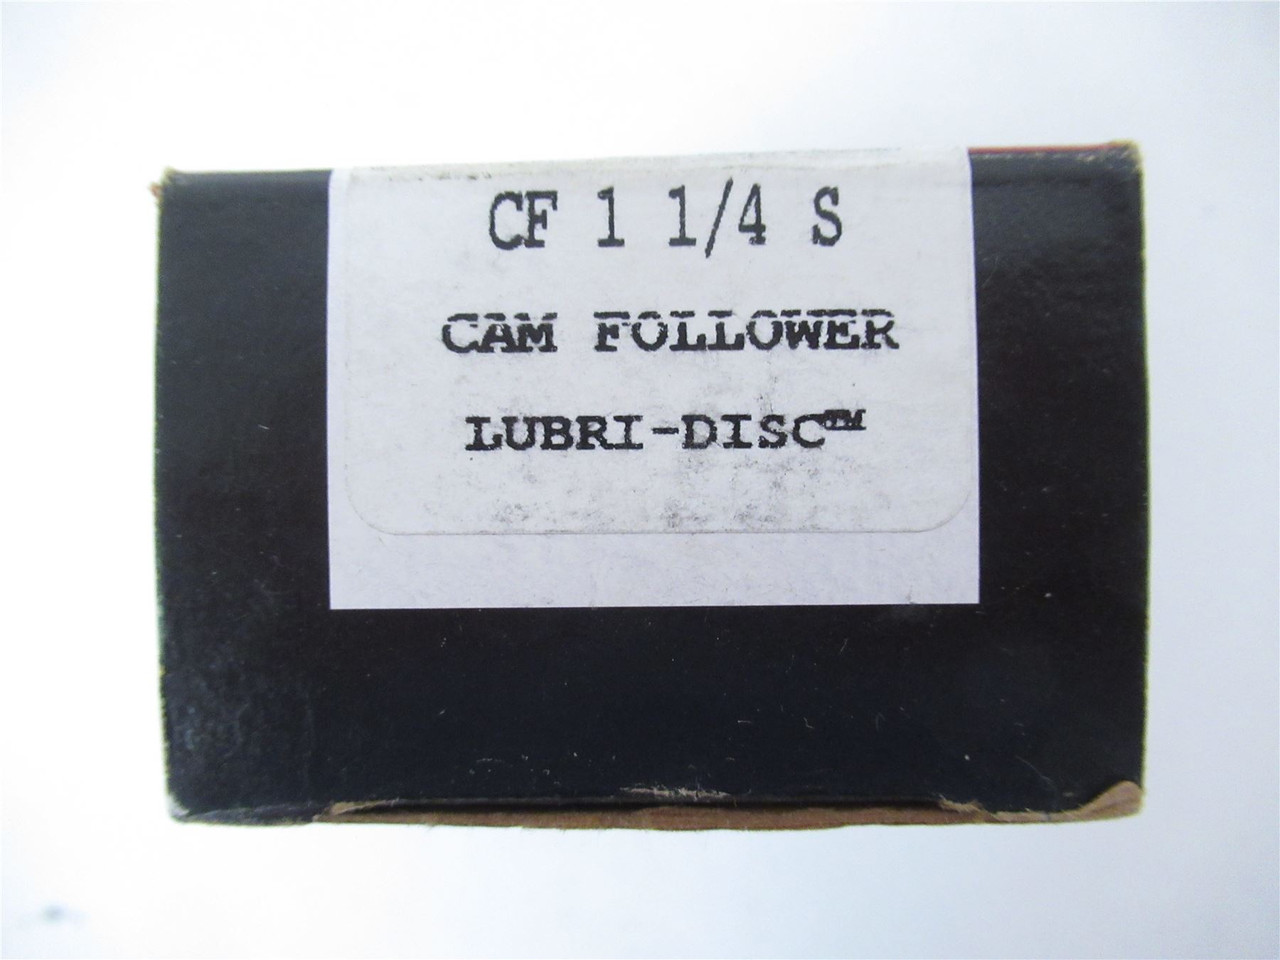 CF 1 1/4 S
CAM FOLLOWER
LUBRI-DISC™